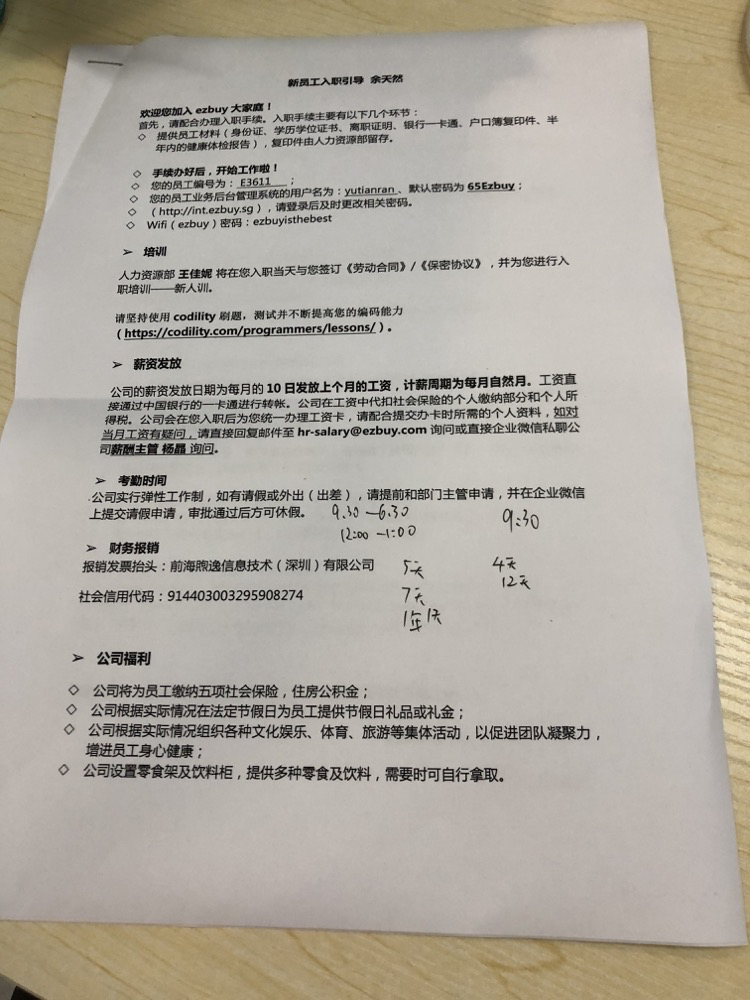 新员工入职引导 余天然
欢迎您加入 ezbuy 大家庭！
首先，请配合办理入职手续。入职手续主要有以下几个环节：
◇ 提供员工材料（身份证、学历学位证书、离职证明、银行一卡通、户口簿复印件、半
年内的健康体检报告），复印件由人力资源部留存。
◇ 手续办好后，开始工作啦！
◇ 您的员工编号为：E3611 ；
◇ 您的员工业务后台管理系统的用户名为：yutianran 、默认密码为 65Ezbuy；
◇ （http://int.ezbuy.sg），请登录后及时更改相关密码。
◇ Wifi（ezbuy）密码：ezbuyisthebest
➢ 培训
人力资源部 王佳妮 将在您入职当天与您签订《劳动合同》/《保密协议》，并为您进行入
职培训——新人训。
请坚持使用 codility 刷题，测试并不断提高您的编码能力
（https://codility.com/programmers/lessons/）。
➢ 薪资发放
公司的薪资发放日期为每月的 10 日发放上个月的工资，计薪周期为每月自然月。工资直
接通过中国银行的一卡通进行转帐。公司在工资中代扣社会保险的个人缴纳部分和个人所
得税。公司会在您入职后为您统一办理工资卡，请配合提交办卡时所需的个人资料，如对
当月工资有疑问，请直接回复邮件至 hr-salary@ezbuy.com 询问或直接企业微信私聊公
司薪酬主管 杨晶 询问。
➢ 考勤时间
公司实行弹性工作制，如有请假或外出（出差），请提前和部门主管申请，并在企业微信
上提交请假申请，审批通过后方可休假。 9:30 —6:30 9:30
12:00 —1:00
➢ 财务报销
报销发票抬头：前海煦逸信息技术（深圳）有限公司 5天 4天
12天
社会信用代码：914403003295908274 7天
1年1天
➢ 公司福利
◇ 公司将为员工缴纳五项社会保险，住房公积金；
◇ 公司根据实际情况在法定节假日为员工提供节假日礼品或礼金；
◇ 公司根据实际情况组织各种文化娱乐、体育、旅游等集体活动，以促进团队凝聚力，
增进员工身心健康；
◇ 公司设置零食架及饮料柜，提供多种零食及饮料，需要时可自行拿取。